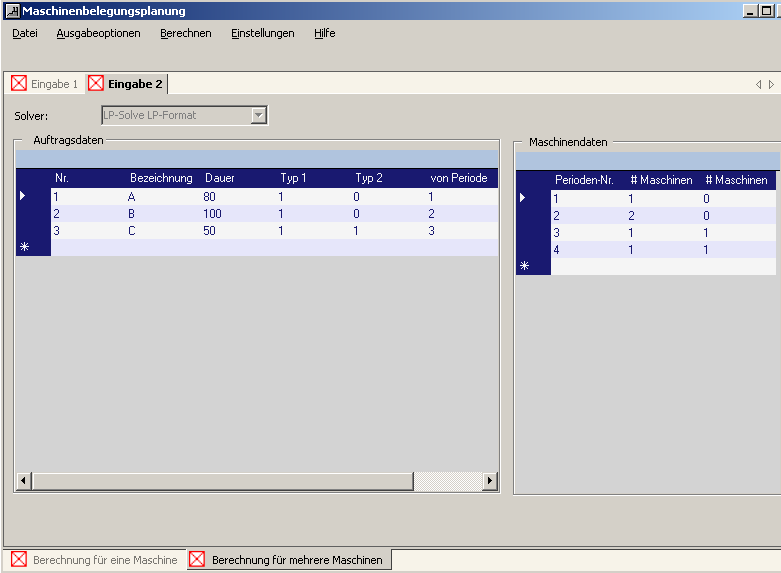 Maschinenbelegungsplanung
Datei Ausgabeoptionen Berechnen Einstellungen Hilfe
Eingabe 1 Eingabe 2
Solver: LP-Solve LP-Format
Auftragsdaten
Nr. Bezeichnung Dauer Typ 1 Typ 2 von Periode
1 A 80 1 0 1
2 B 100 1 0 2
3 C 50 1 1 3
Maschinendaten
Perioden-Nr. # Maschinen # Maschinen
1 1 0
2 2 0
3 1 1
4 1 1
Berechnung für eine Maschine Berechnung für mehrere Maschinen